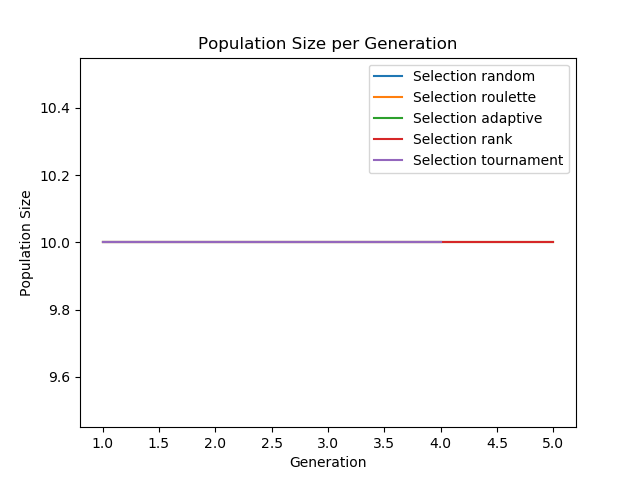 Population Size per Generation
Selection random
Selection roulette
Selection adaptive
Selection rank
Selection tournament
Population Size
10.4
10.2
10.0
9.8
9.6
1.0 1.5 2.0 2.5 3.0 3.5 4.0 4.5 5.0
Generation